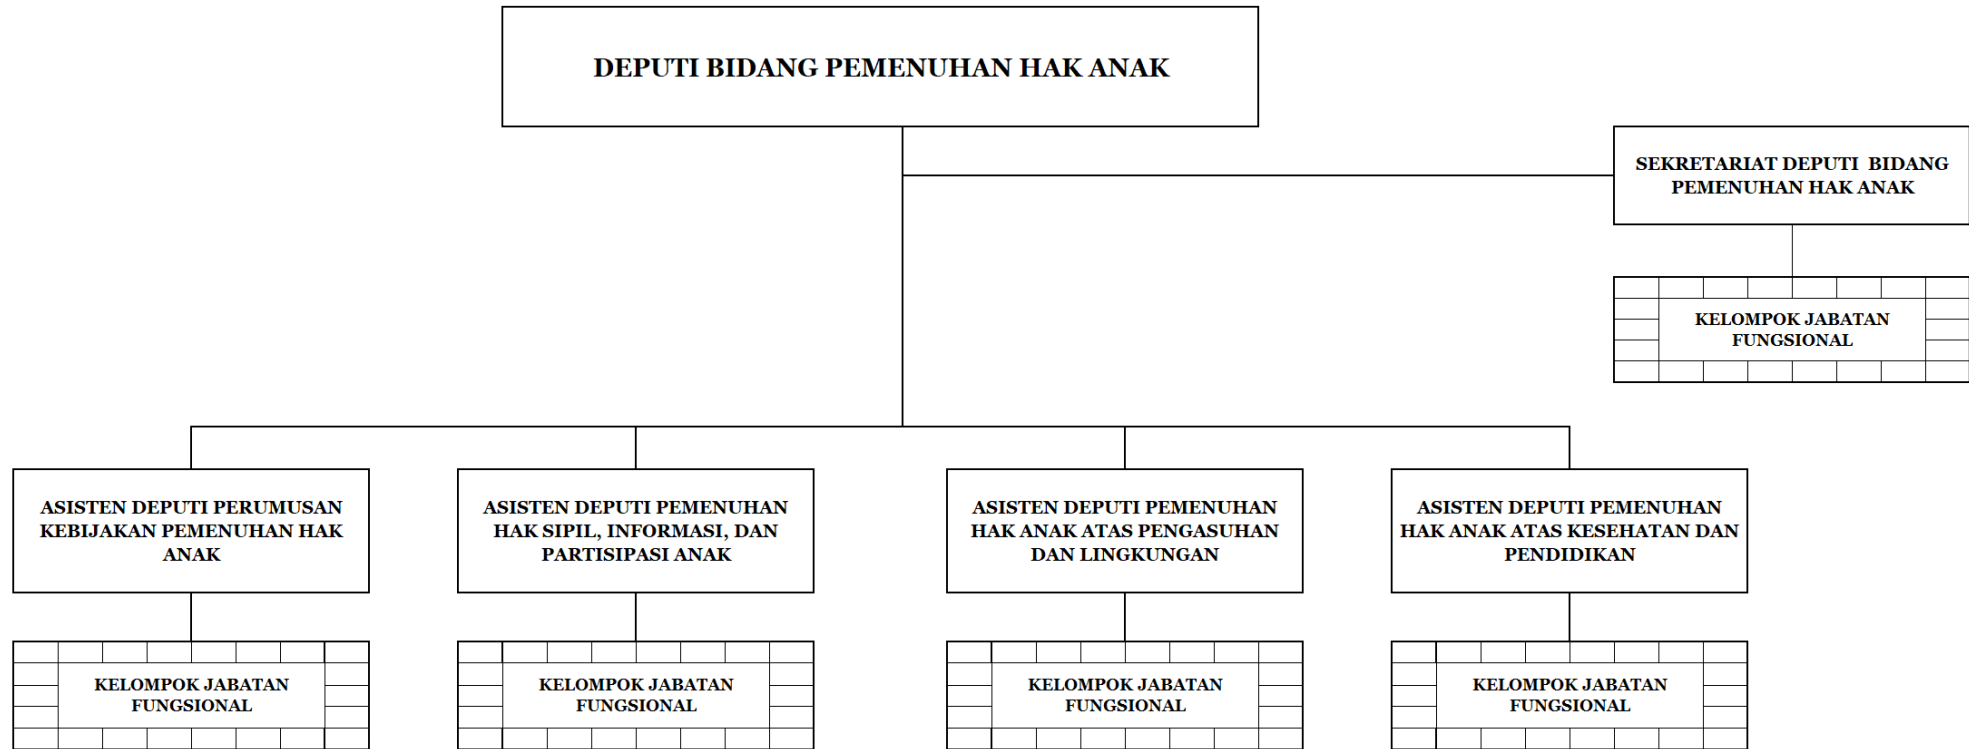 DEPUTI BIDANG PEMENUHAN HAK ANAK
SEKRETARIAT DEPUTI BIDANG
PEMENUHAN HAK ANAK
KELOMPOK JABATAN
FUNGSIONAL
ASISTEN DEPUTI PERUMUSAN
KEBIJAKAN PEMENUHAN HAK
ANAK
ASISTEN DEPUTI PEMENUHAN
HAK SIPIL, INFORMASI, DAN
PARTISIPASI ANAK
ASISTEN DEPUTI PEMENUHAN
HAK ANAK ATAS PENGASUHAN
DAN LINGKUNGAN
ASISTEN DEPUTI PEMENUHAN
HAK ANAK ATAS KESEHATAN DAN
PENDIDIKAN
KELOMPOK JABATAN
FUNGSIONAL
KELOMPOK JABATAN
FUNGSIONAL
KELOMPOK JABATAN
FUNGSIONAL
KELOMPOK JABATAN
FUNGSIONAL